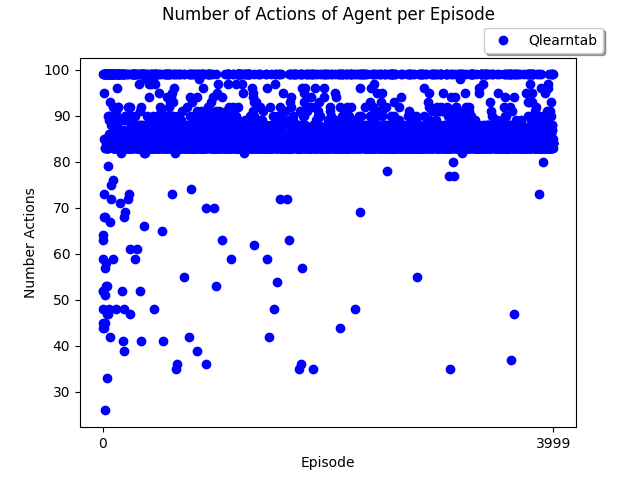 Number of Actions of Agent per Episode
Qlearntab
100
90
80
70
60
50
40
30
Number Actions
0
3999
Episode